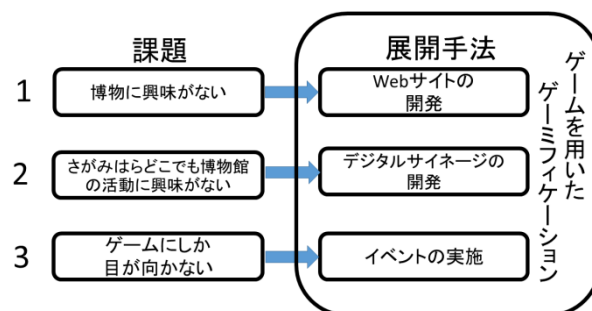 課題
展開手法
1
博物に興味がない
Webサイトの
開発
2
さがみはらどこでも博物館
の活動に興味がない
デジタルサイネージの
開発
3
ゲームにしか
目が向かない
イベントの実施
ゲームを用いた
ゲーミフィケーション